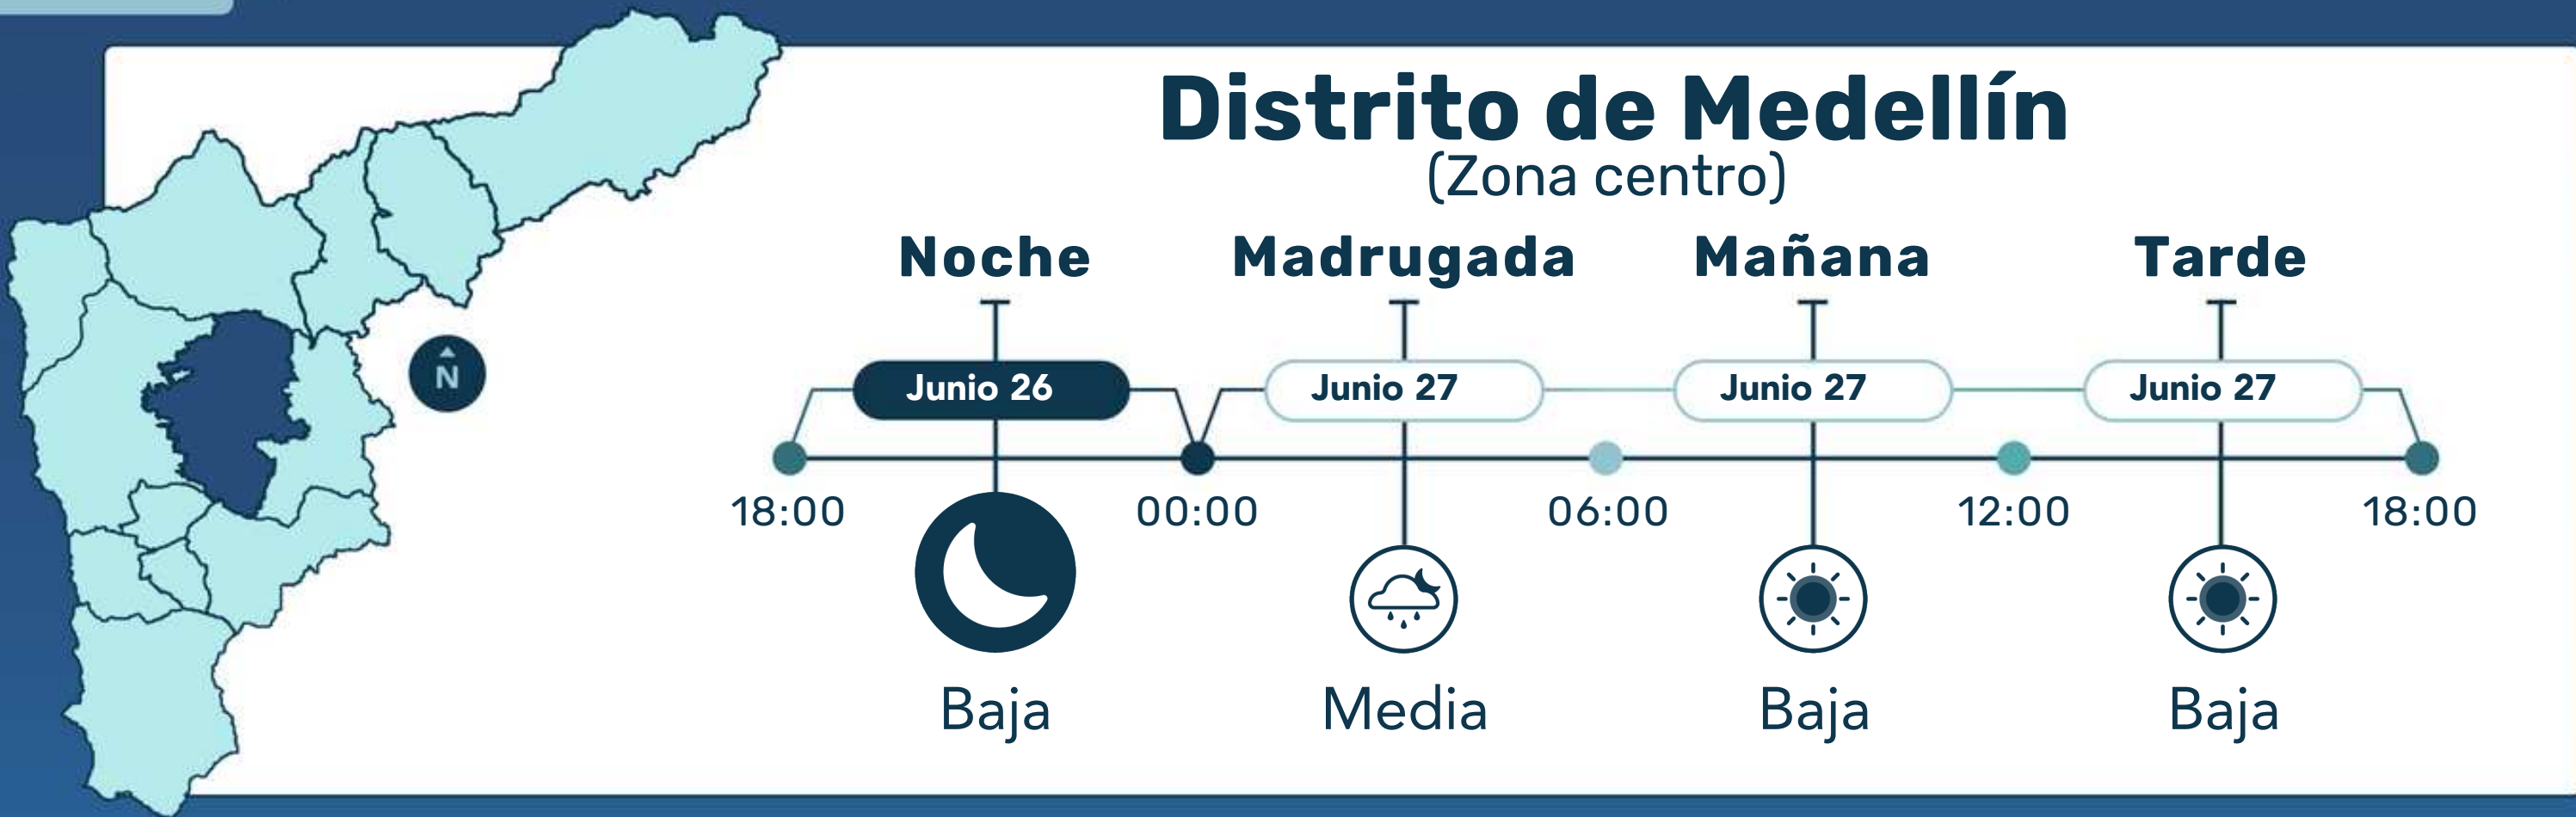 Distrito de Medellín
(Zona centro)
Noche Madrugada Mañana Tarde
Junio 26 Junio 27 Junio 27 Junio 27
N
18:00 00:00 06:00 12:00 18:00
Baja Media Baja Baja